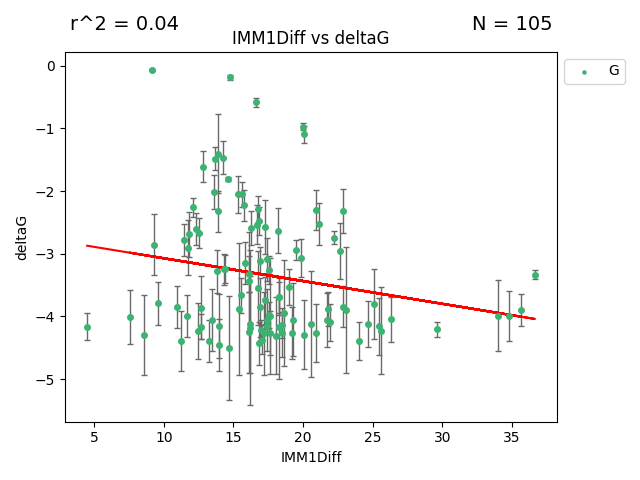 r^2 = 0.04
N = 105
IMM1Diff vs deltaG
G
0
−1
−2
−3
−4
−5
deltaG
5
10
15
20
25
30
35
IMM1Diff